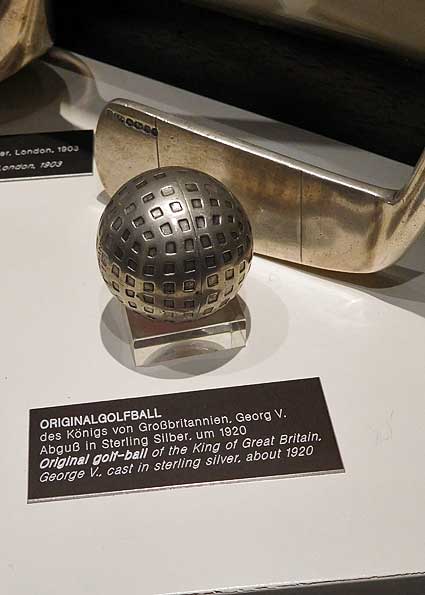 er, London, 1903
London, 1903
ORIGINALGOLFBALL
des Königs von Großbritannien, Georg V.
Abguß in Sterling Silber, um 1920
Original golf-ball of the King of Great Britain,
George V., cast in sterling silver, about 1920